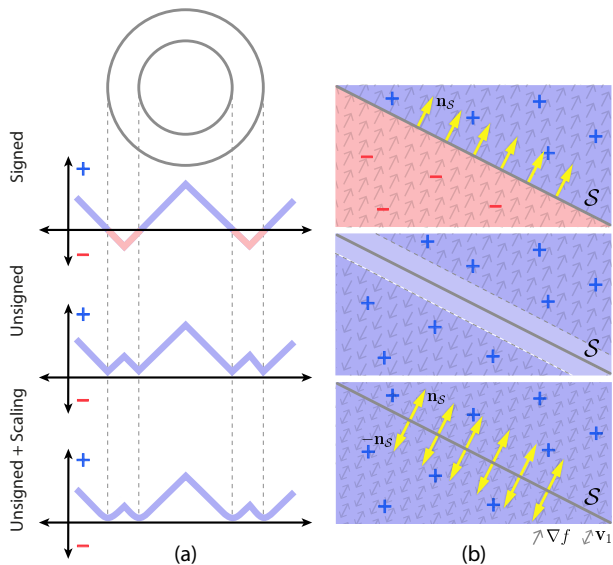 Signed
+
−
Unsigned
+
−
Unsigned + Scaling
+
−
(a)
+ + + +
n𝒮
− − − −
𝒮
+ + + + + + + +
𝒮
+ + + + + + + +
n𝒮
−n𝒮
𝒮
∇f v₁
(b)